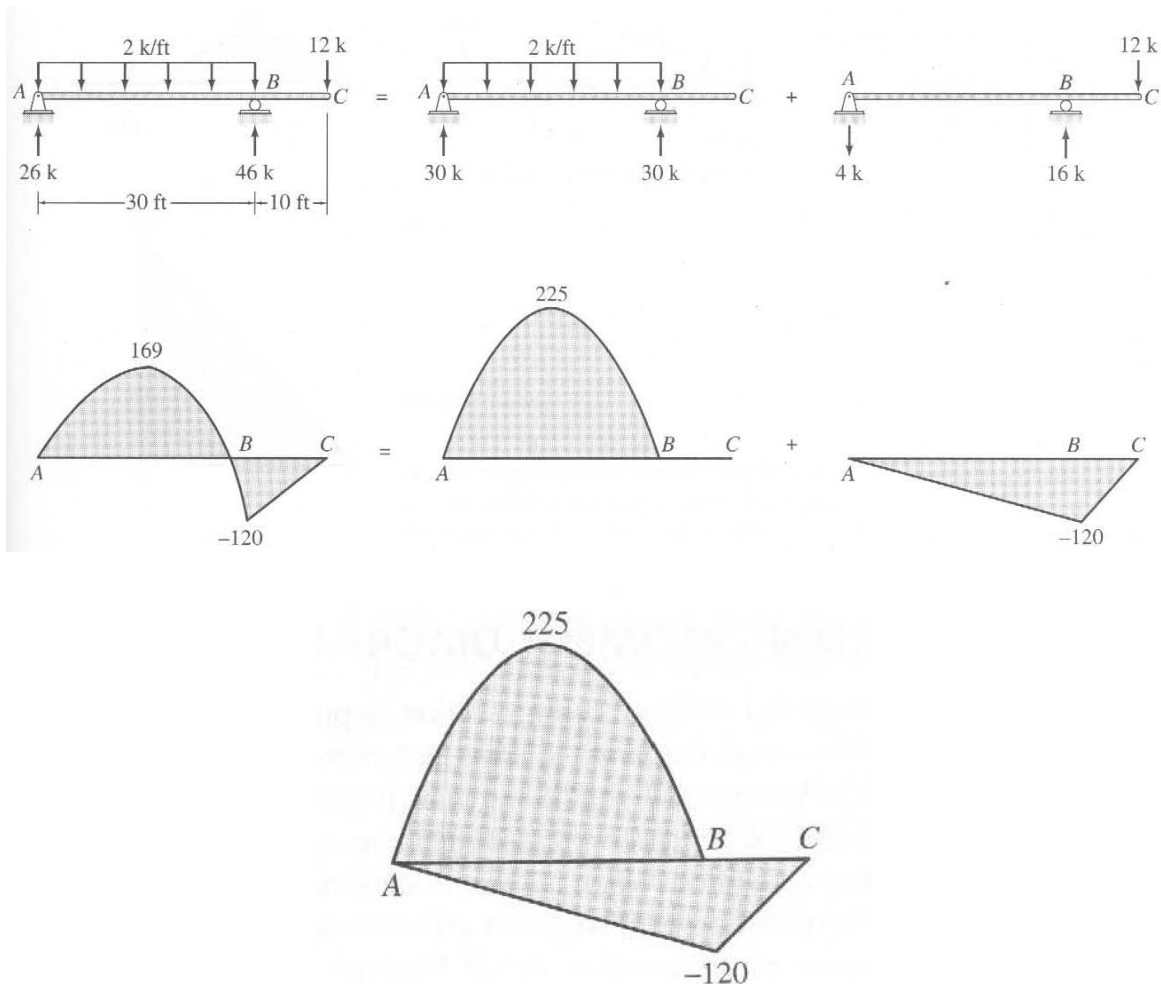 2 k/ft 12 k 2 k/ft 12 k
A B C = A B C + A B C
26 k 46 k 30 k 30 k 4 k 16 k
30 ft 10 ft
225
169
A B C = A B C + A B C
–120 –120
225
A B C
–120